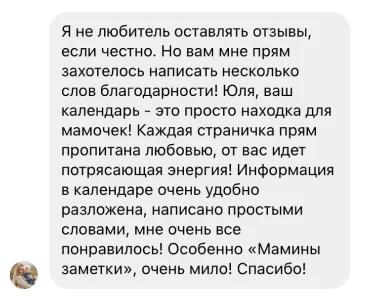 Я не любитель оставлять отзывы,
если честно. Но вам мне прям
захотелось написать несколько
слов благодарности! Юля, ваш
календарь - это просто находка для
мамочек! Каждая страничка прям
пропитана любовью, от вас идет
потрясающая энергия! Информация
в календаре очень удобно
разложена, написано простыми
словами, мне очень все
понравилось! Особенно «Мамины
заметки», очень мило! Спасибо!